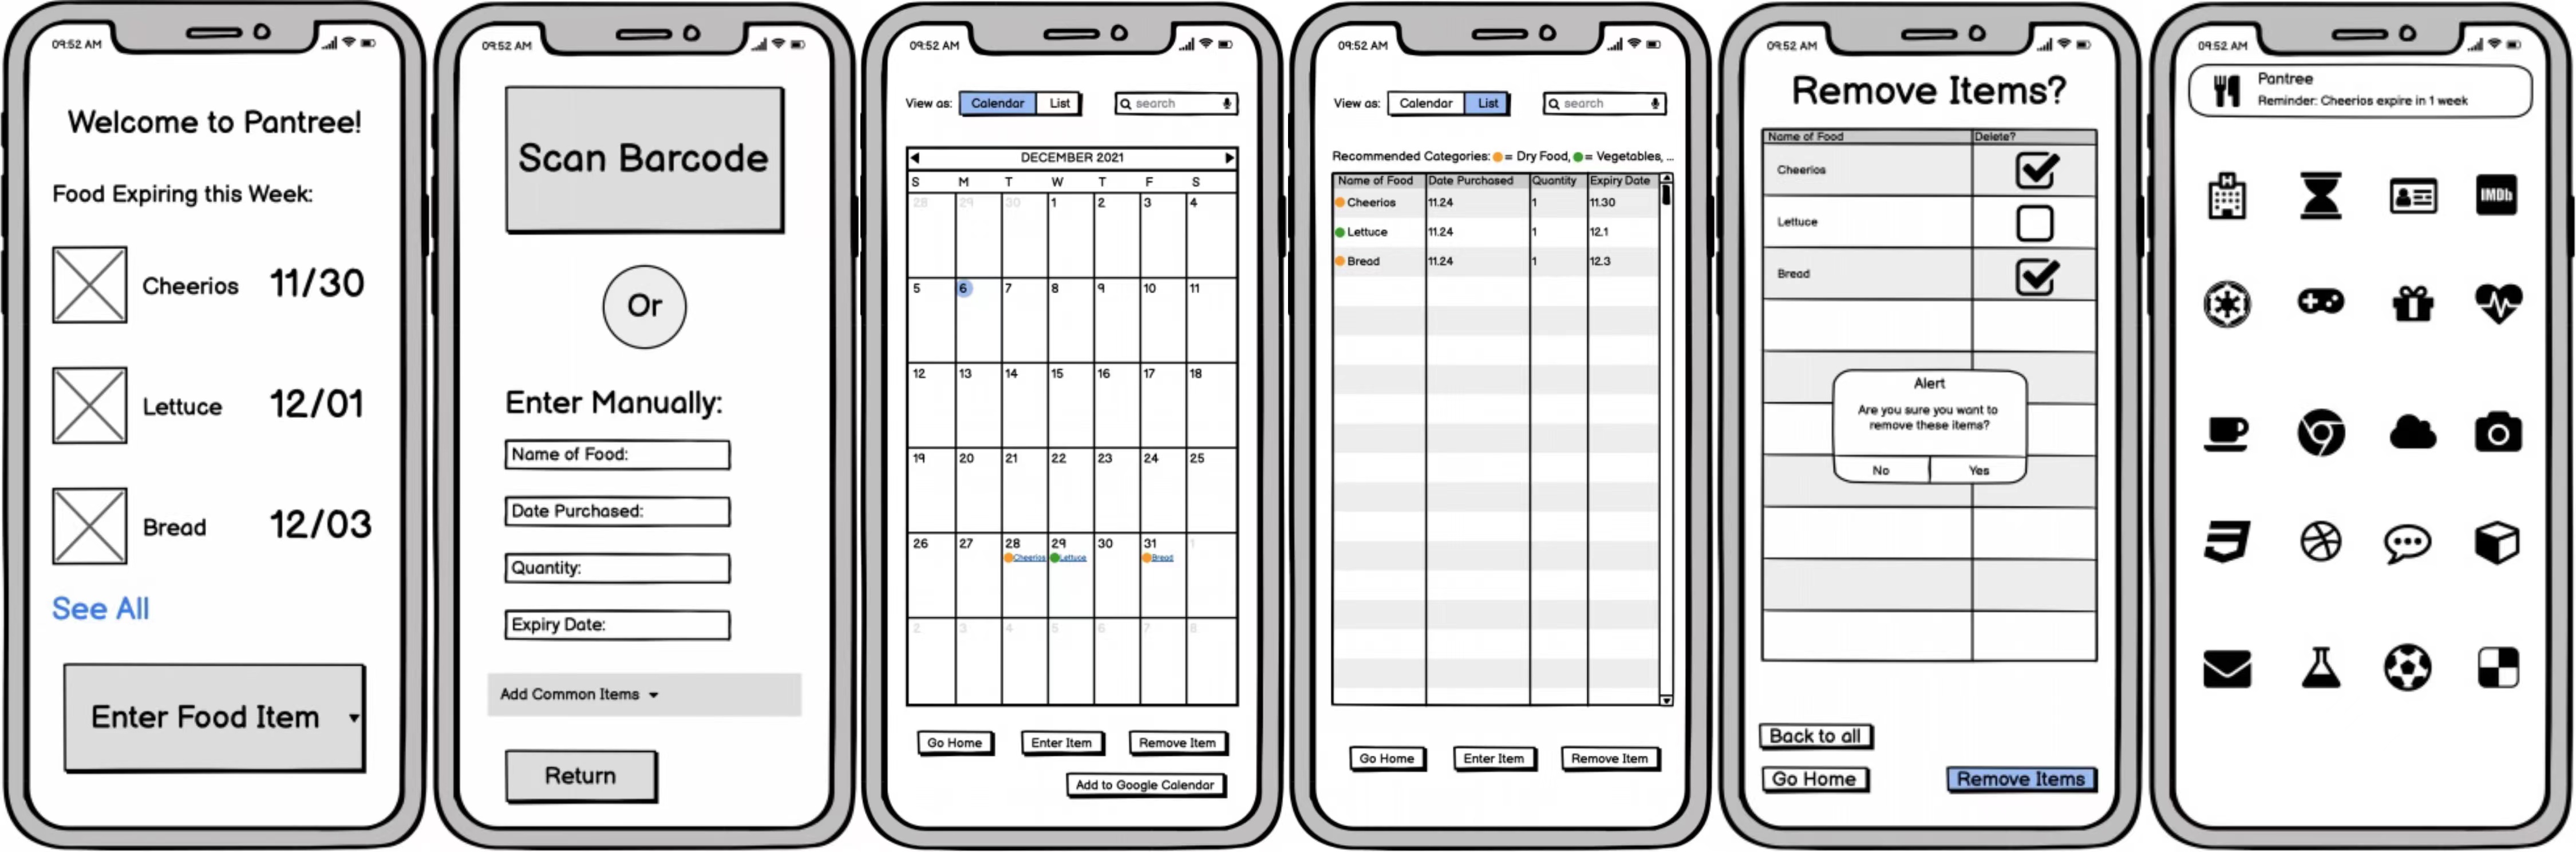 09:52 AM
Welcome to Pantree!
Food Expiring this Week:
Cheerios 11/30
Lettuce 12/01
Bread 12/03
See All
Enter Food Item
09:52 AM
Scan Barcode
Or
Enter Manually:
Name of Food:
Date Purchased:
Quantity:
Expiry Date:
Add Common Items
Return
09:52 AM
View as: Calendar List search
DECEMBER 2021
S M T W T F S
28 29 30 1 2 3 4
5 6 7 8 9 10 11
12 13 14 15 16 17 18
19 20 21 22 23 24 25
26 27 28 29 30 31 1
Cheerios Lettuce Bread
2 3 4 5 6 7 8
Go Home Enter Item Remove Item
Add to Google Calendar
09:52 AM
View as: Calendar List search
Recommended Categories: = Dry Food, = Vegetables, ...
Name of Food Date Purchased Quantity Expiry Date
Cheerios 11.24 1 11.30
Lettuce 11.24 1 12.1
Bread 11.24 1 12.3
Go Home Enter Item Remove Item
09:52 AM
Remove Items?
Name of Food Delete?
Cheerios
Lettuce
Bread
Alert
Are you sure you want to
remove these items?
No Yes
Back to all
Go Home Remove Items
09:52 AM
Pantree
Reminder: Cheerios expire in 1 week
H
IMDb